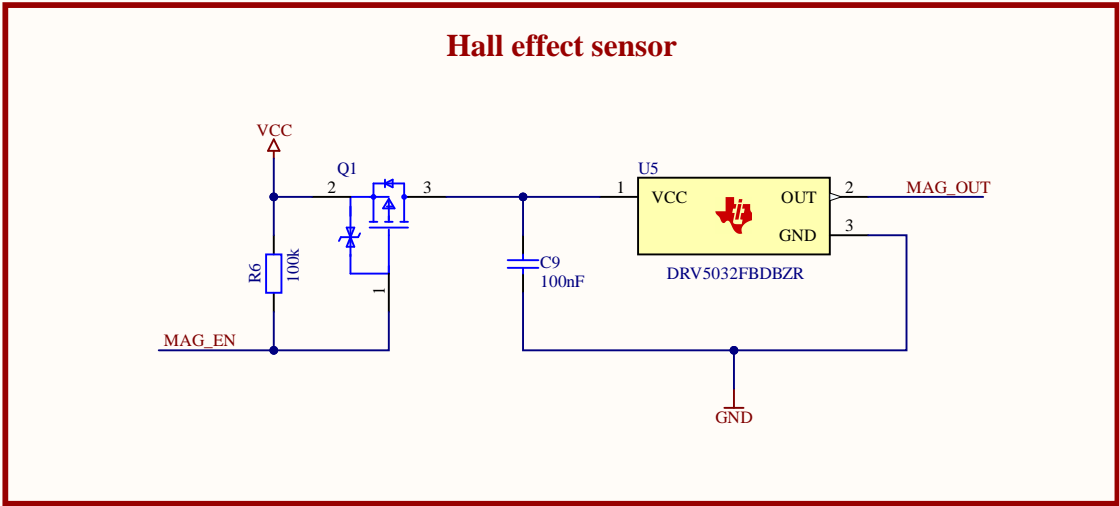 Hall effect sensor
VCC
Q1
U5
2
3
1
VCC
OUT
2
MAG_OUT
GND
3
R6
100k
C9
100nF
DRV5032FBDBZR
1
MAG_EN
GND